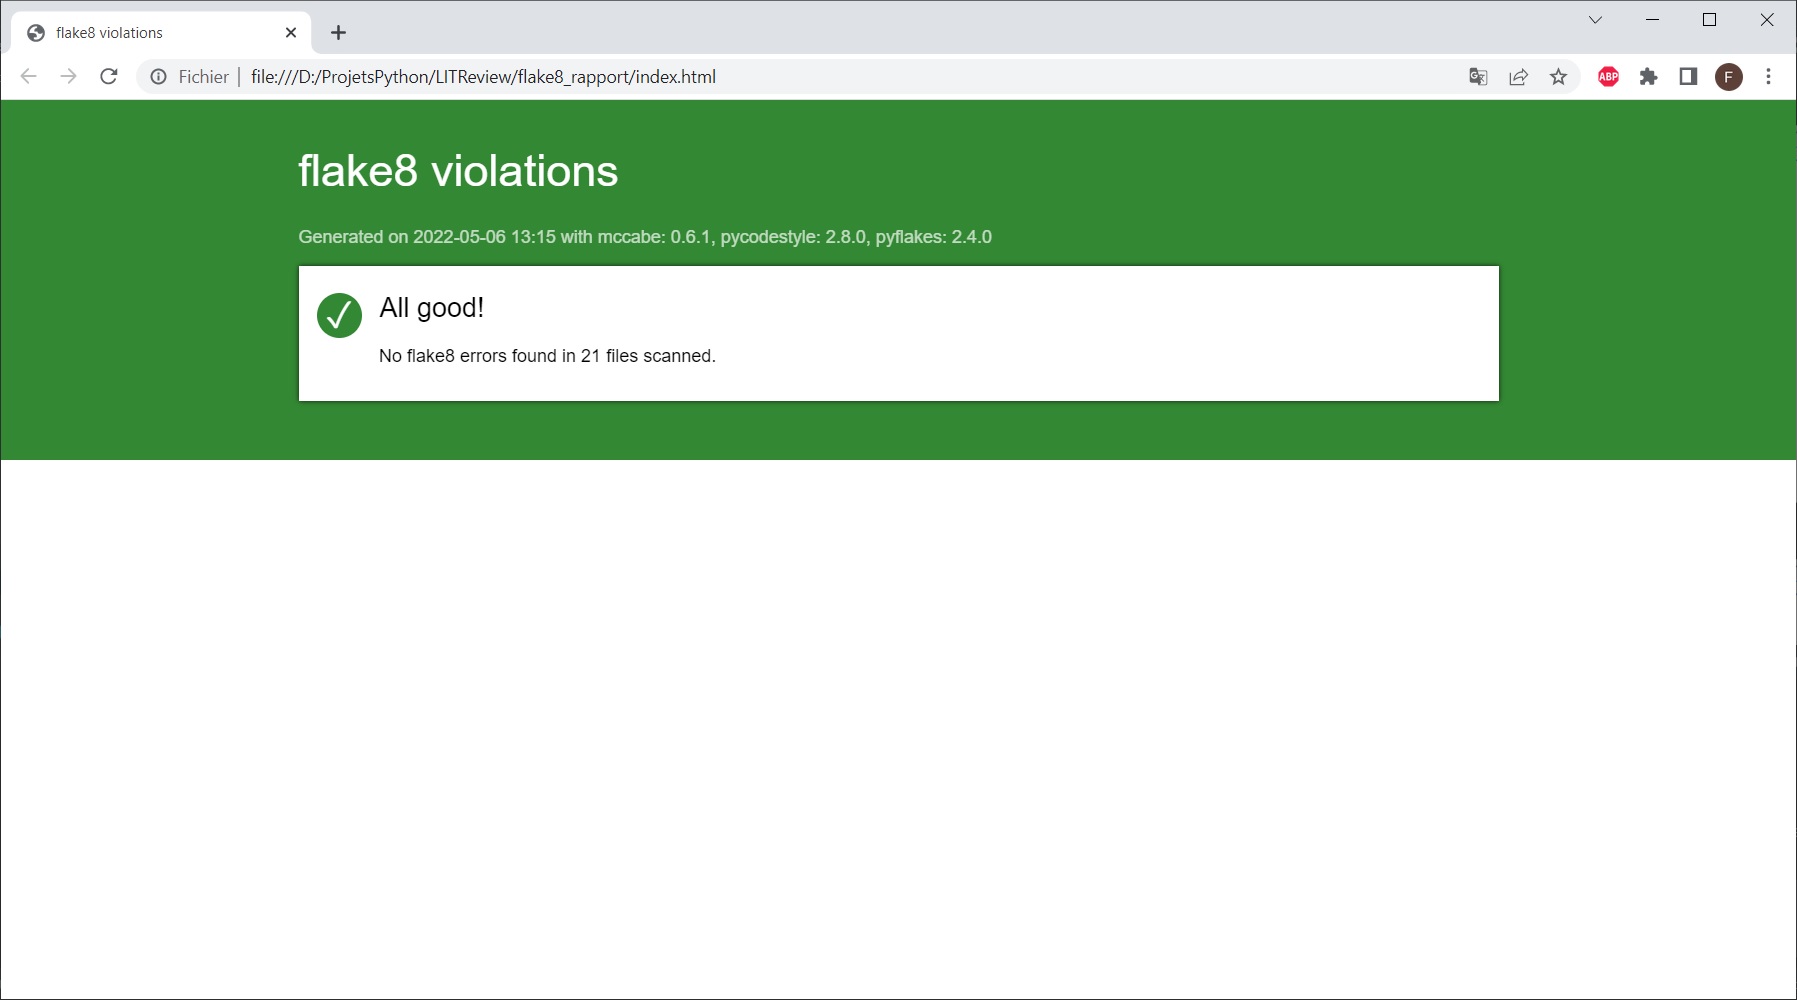 flake8 violations
Fichier file:///D:/ProjetsPython/LITReview/flake8_rapport/index.html
ABP
F
flake8 violations
Generated on 2022-05-06 13:15 with mccabe: 0.6.1, pycodestyle: 2.8.0, pyflakes: 2.4.0
All good!
No flake8 errors found in 21 files scanned.